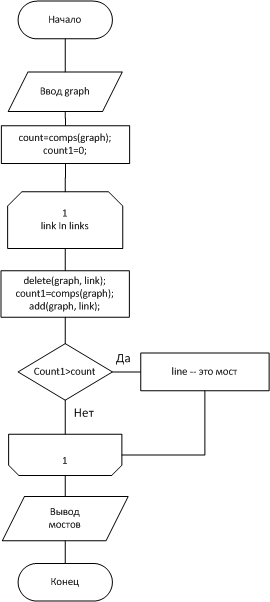 Начало
Ввод graph
count=comps(graph);
count1=0;
1
link In links
delete(graph, link);
count1=comps(graph);
add(graph, link);
Count1>count
Да
line -- это мост
Нет
1
Вывод
мостов
Конец